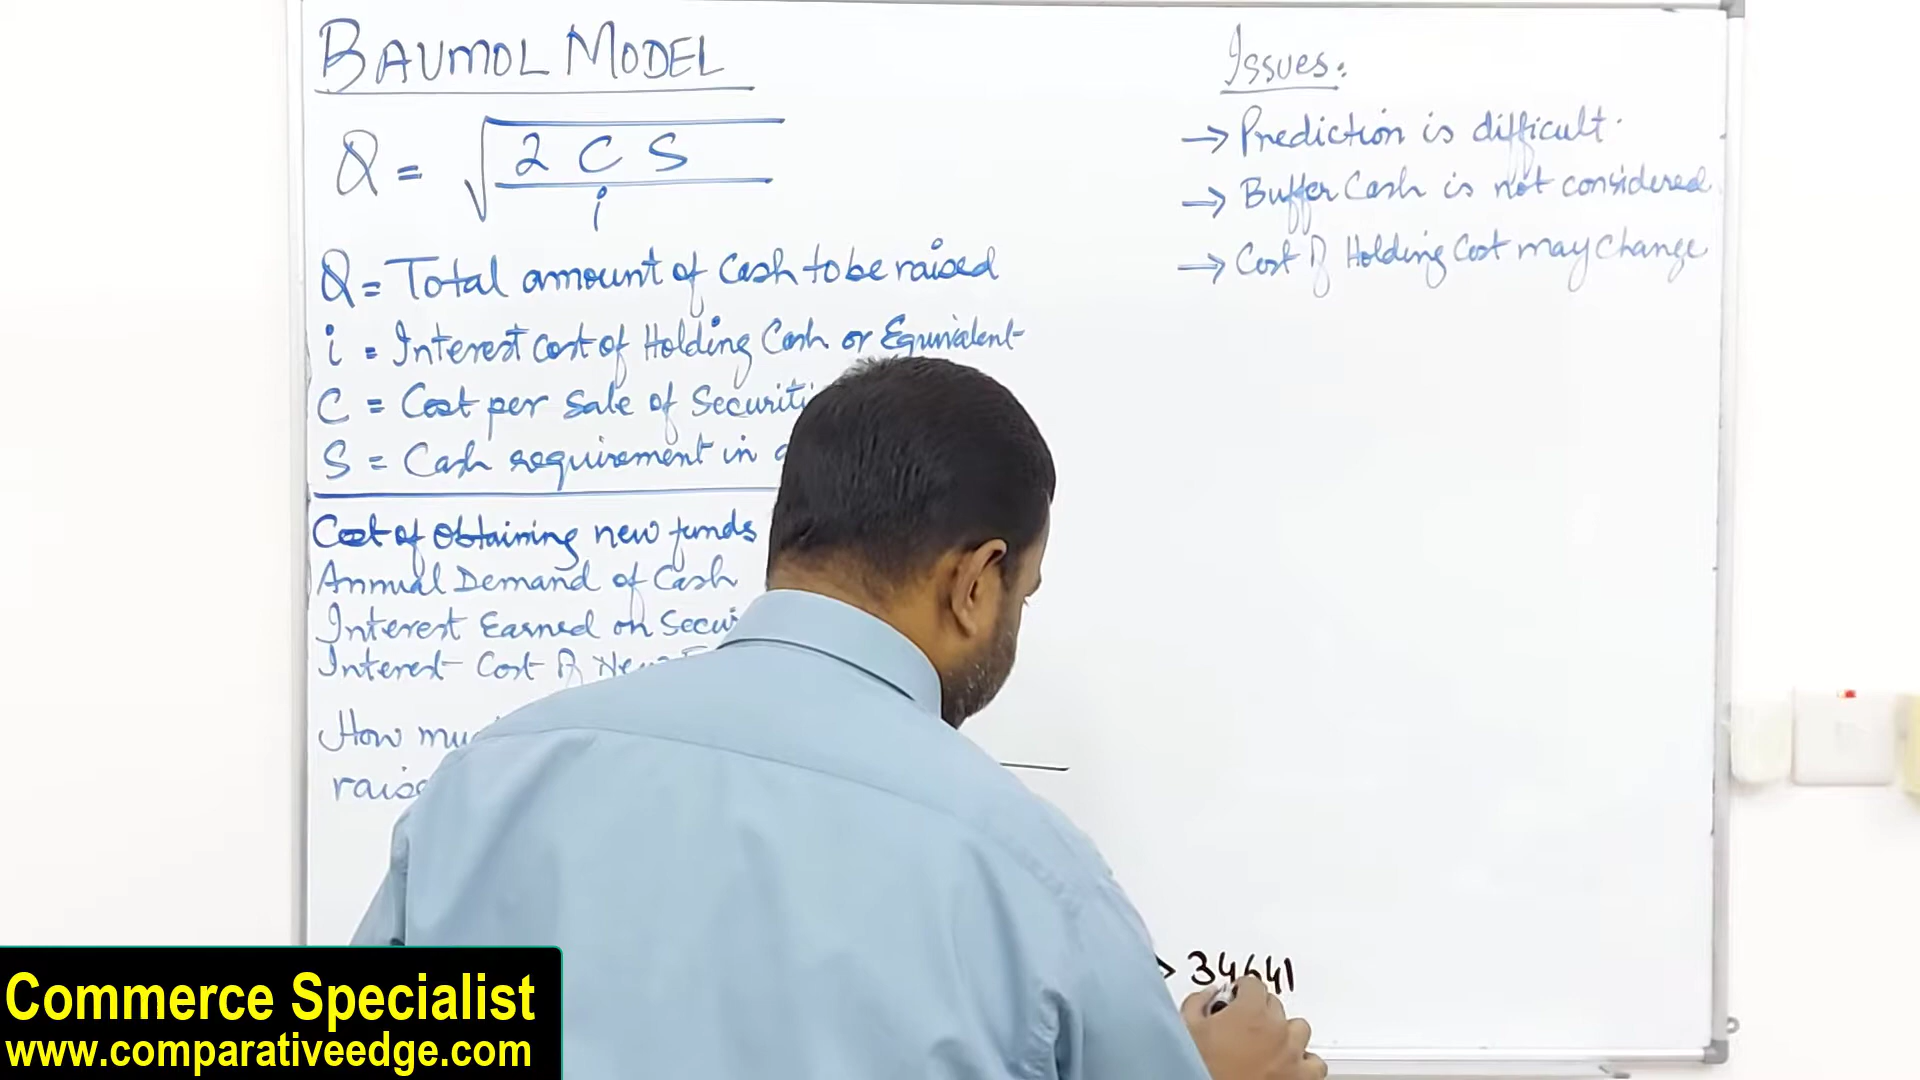 BAUMOL MODEL
Q = √ 2 C S
i
Q = Total amount of Cash to be raised
i = Interest cost of Holding Cash or Equivalent
C = Cost per sale of Securiti
S = Cash requirement in a
Cost of Obtaining new funds
Annual Demand of Cash
Interest Earned on Secu
Interest Cost of New
How mu
raise
Issues:
→ Prediction is difficult.
→ Buffer Cash is not considered.
→ Cost of Holding Cost may change
34641
Commerce Specialist
www.comparativeedge.com